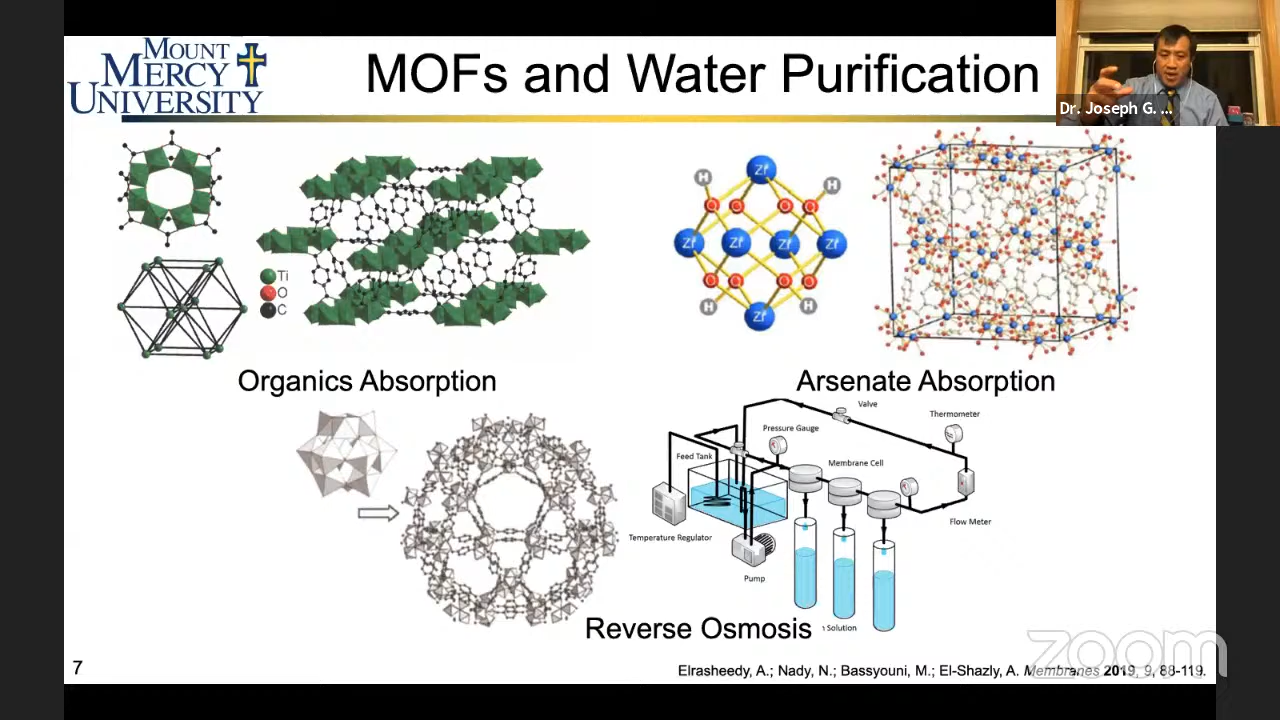 MOUNT
MERCY
UNIVERSITY
MOFs and Water Purification
Dr. Joseph G. ...
Ti
O
C
Zr
H
H
O
O
O
O
Zr
Zr
Zr
Zr
O
O
O
O
H
H
Zr
Organics Absorption
Arsenate Absorption
Valve
Thermometer
Pressure Gauge
Feed Tank
Membrane Cell
Flow Meter
Temperature Regulator
Pump
Solution
Reverse Osmosis
zoom
7
Elrasheedy, A.; Nady, N.; Bassyouni, M.; El-Shazly, A. Membranes 2019, 9, 88-119.